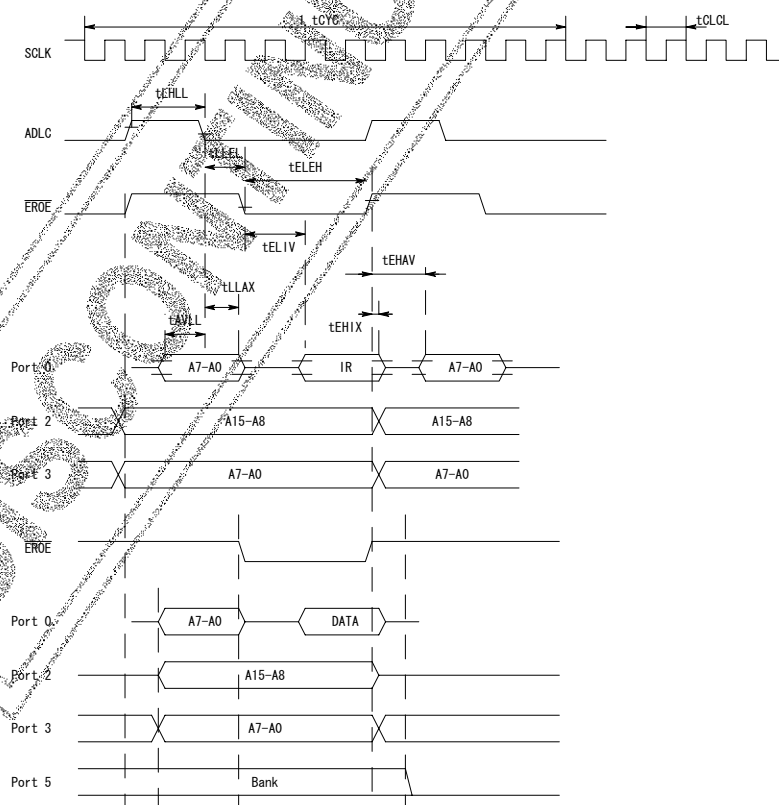 tCYC tCLCL
SCLK
tLHLL
ADLC
tLLEL
tELEH
EROE
tELIV
tEHAV
tLLAX
tAVLL
tEHIX
Port 0 A7-A0 IR A7-A0
Port 2 A15-A8 A15-A8
Port 3 A7-A0 A7-A0
EROE
Port 0 A7-A0 DATA
Port 2 A15-A8
Port 3 A7-A0
Port 5 Bank